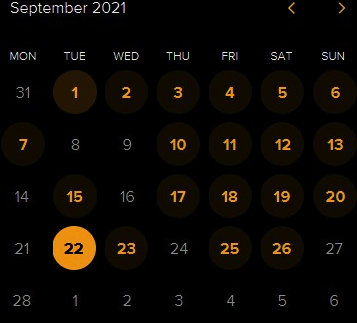 September 2021
MON TUE WED THU FRI SAT SUN
31 1 2 3 4 5 6
7 8 9 10 11 12 13
14 15 16 17 18 19 20
21 22 23 24 25 26 27
28 1 2 3 4 5 6